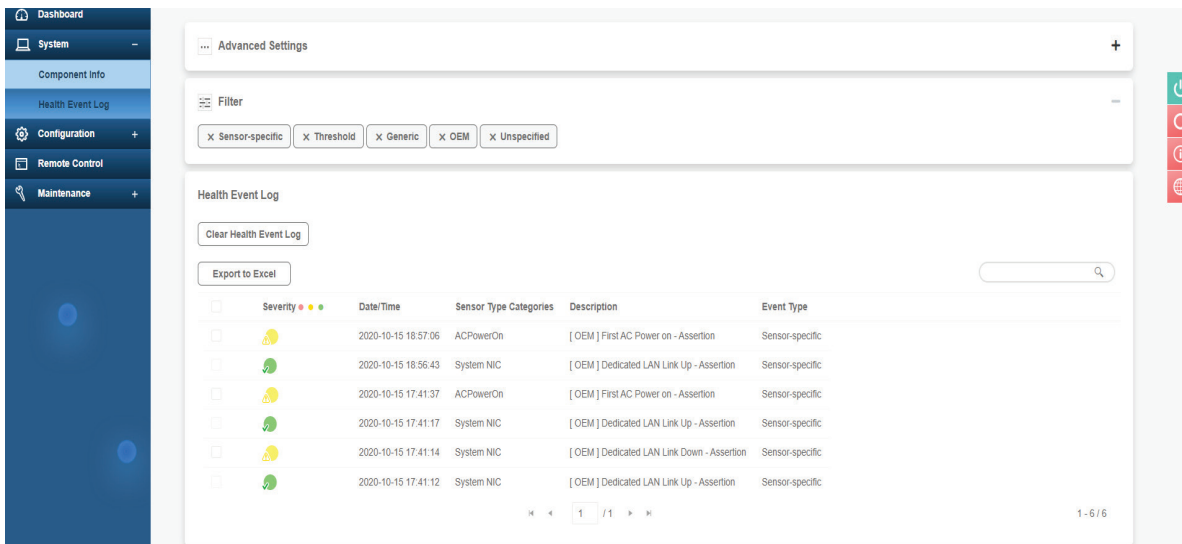 Dashboard
System –
Component Info
Health Event Log
Configuration +
Remote Control
Maintenance +
Advanced Settings +
Filter –
x Sensor-specific x Threshold x Generic x OEM x Unspecified
Health Event Log
Clear Health Event Log
Export to Excel
Severity Date/Time Sensor Type Categories Description Event Type
2020-10-15 18:57:06 ACPowerOn [ OEM ] First AC Power on - Assertion Sensor-specific
2020-10-15 18:56:43 System NIC [ OEM ] Dedicated LAN Link Up - Assertion Sensor-specific
2020-10-15 17:41:37 ACPowerOn [ OEM ] First AC Power on - Assertion Sensor-specific
2020-10-15 17:41:17 System NIC [ OEM ] Dedicated LAN Link Up - Assertion Sensor-specific
2020-10-15 17:41:14 System NIC [ OEM ] Dedicated LAN Link Down - Assertion Sensor-specific
2020-10-15 17:41:12 System NIC [ OEM ] Dedicated LAN Link Up - Assertion Sensor-specific
1 / 1 1 - 6 / 6